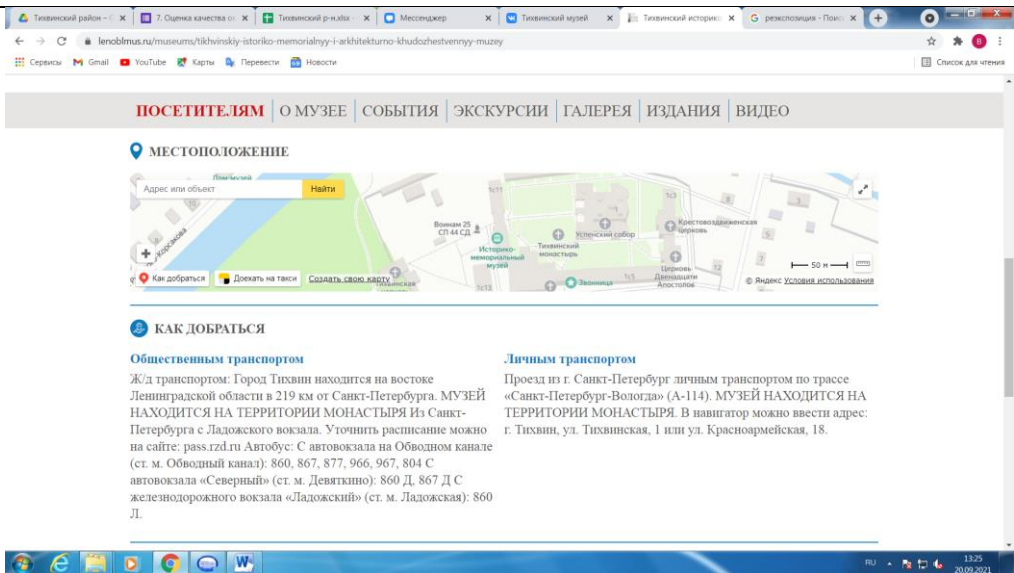 Тихвинский район –
7. Оценка качества о
Тихвинский р-н.xlsx -
Мессенджер
Тихвинский музей
Тихвинский историко
реэкспозиция - Поис
lenoblmus.ru/museums/tikhvinskiy-istoriko-memorialnyy-i-arkhitekturno-khudozhestvennyy-muzey
В
Сервисы
Gmail
YouTube
Карты
Перевести
Новости
Список для чтения
ПОСЕТИТЕЛЯМ
О МУЗЕЕ
СОБЫТИЯ
ЭКСКУРСИИ
ГАЛЕРЕЯ
ИЗДАНИЯ
ВИДЕО
МЕСТОПОЛОЖЕНИЕ
Адрес или объект
Найти
Воинам 25
СП 44 СД
Историко-
мемориальный
музей
Тихвинский
монастырь
Успенский собор
Крестовоздвиженская
церковь
Церковь
Двенадцати
Апостолов
Звонница
1с11
1с3
1с5
1с13
12
50 м
Как добраться
Доехать на такси
Создать свою карту
© Яндекс Условия использования
КАК ДОБРАТЬСЯ
Общественным транспортом
Ж/д транспортом: Город Тихвин находится на востоке
Ленинградской области в 219 км от Санкт-Петербурга. МУЗЕЙ
НАХОДИТСЯ НА ТЕРРИТОРИИ МОНАСТЫРЯ Из Санкт-
Петербурга с Ладожского вокзала. Уточнить расписание можно
на сайте: pass.rzd.ru Автобус: С автовокзала на Обводном канале
(ст. м. Обводный канал): 860, 867, 877, 966, 967, 804 С
автовокзала «Северный» (ст. м. Девяткино): 860 Д, 867 Д С
железнодорожного вокзала «Ладожский» (ст. м. Ладожская): 860
Л.
Личным транспортом
Проезд из г. Санкт-Петербург личным транспортом по трассе
«Санкт-Петербург-Вологда» (А-114). МУЗЕЙ НАХОДИТСЯ НА
ТЕРРИТОРИИ МОНАСТЫРЯ. В навигатор можно ввести адрес:
г. Тихвин, ул. Тихвинская, 1 или ул. Красноармейская, 18.
RU
13:25
20.09.2021